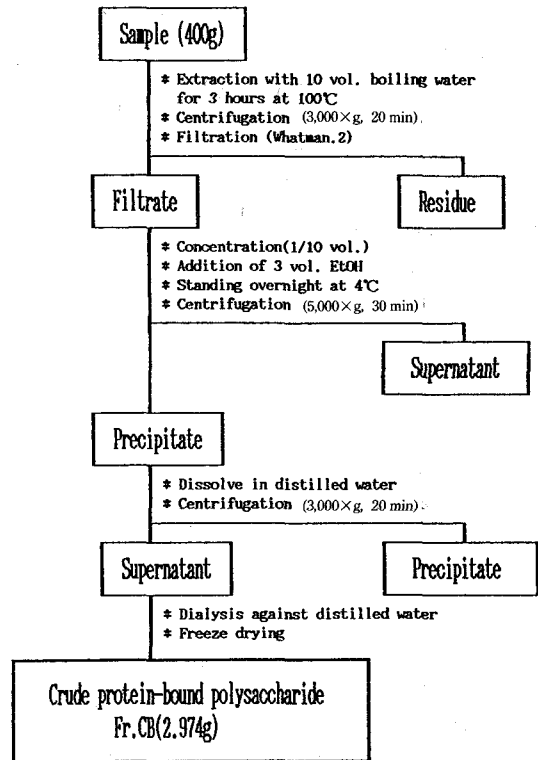 Sample (400g)
* Extraction with 10 vol. boiling water
for 3 hours at 100℃
* Centrifugation (3,000×g, 20 min).
* Filtration (Whatman.2)
Filtrate
Residue
* Concentration(1/10 vol.)
* Addition of 3 vol. EtOH
* Standing overnight at 4℃
* Centrifugation (5,000×g, 30 min)
Supernatant
Precipitate
* Dissolve in distilled water
* Centrifugation (3,000×g, 20 min).
Supernatant
Precipitate
* Dialysis against distilled water
* Freeze drying
Crude protein-bound polysaccharide
Fr.CB(2.974g)